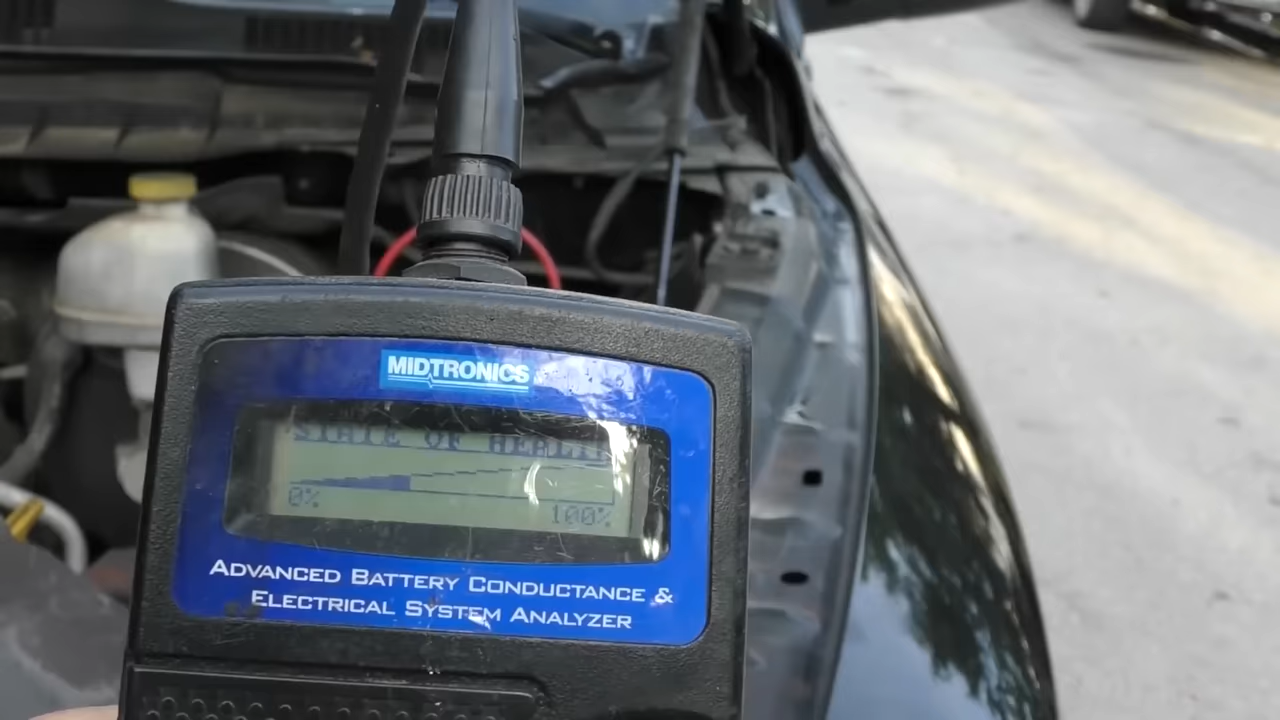 MIDTRONICS
STATE OF HEALTH
0%
100%
ADVANCED BATTERY CONDUCTANCE &
ELECTRICAL SYSTEM ANALYZER